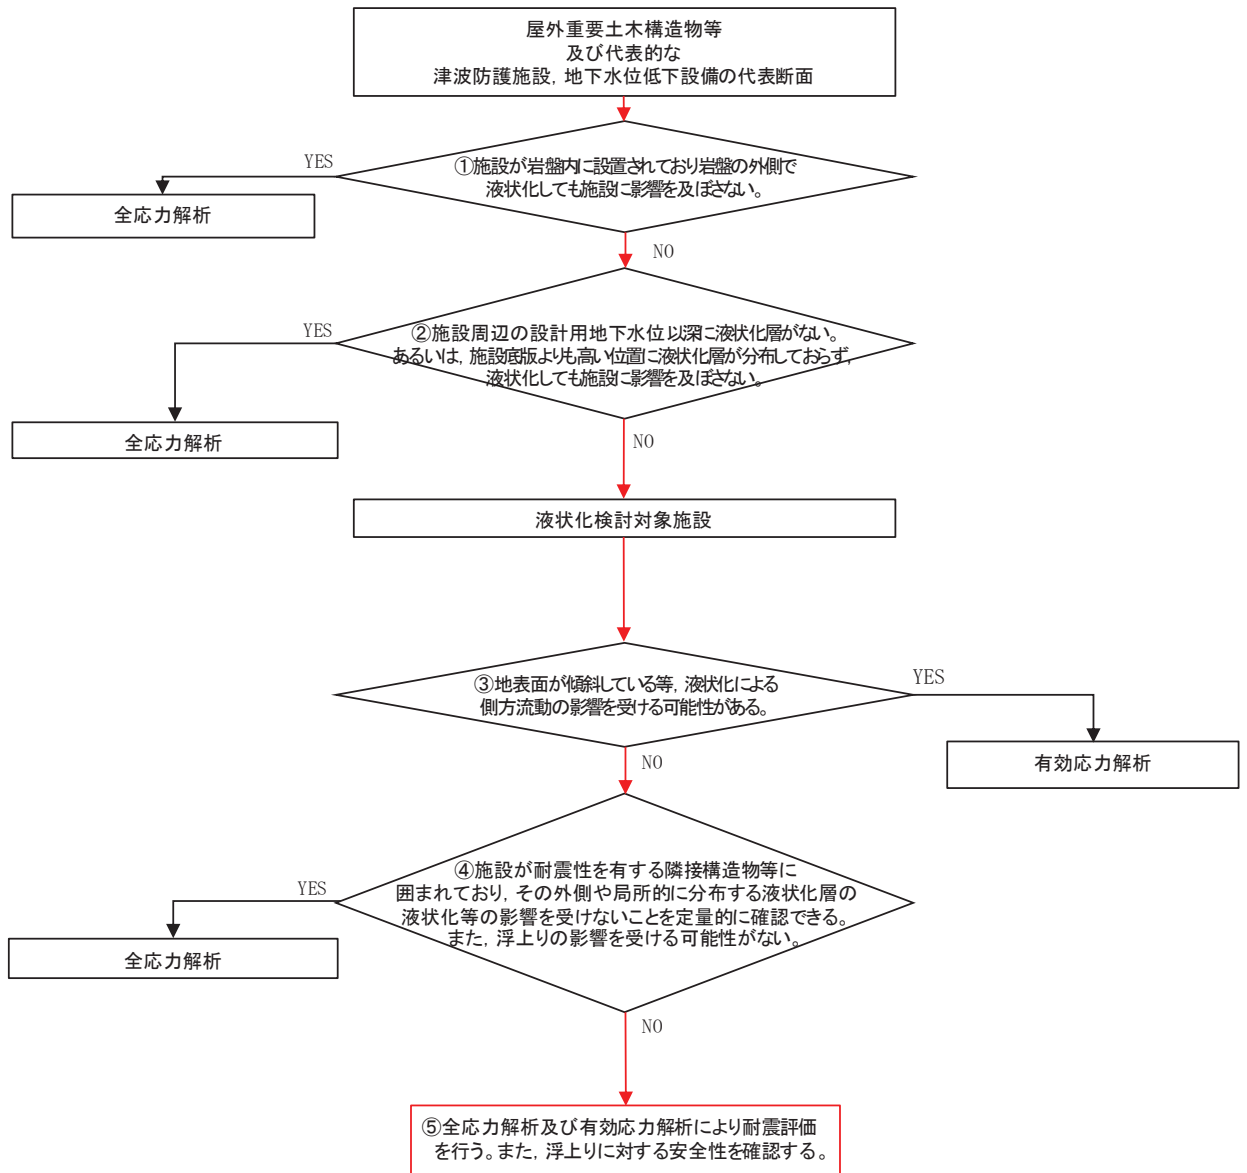 屋外重要土木構造物等
及び代表的な
津波防護施設，地下水位低下設備の代表断面
①施設が岩盤内に設置されており岩盤の外側で
液状化しても施設に影響を及ぼさない。
YES
全応力解析
NO
②施設周辺の設計用地下水位以深に液状化層がない。
あるいは，施設底版よりも高い位置に液状化層が分布しておらず，
液状化しても施設に影響を及ぼさない。
YES
全応力解析
NO
液状化検討対象施設
③地表面が傾斜している等，液状化による
側方流動の影響を受ける可能性がある。
YES
有効応力解析
NO
④施設が耐震性を有する隣接構造物等に
囲まれており，その外側や局所的に分布する液状化層の
液状化等の影響を受けないことを定量的に確認できる。
また，浮上りの影響を受ける可能性がない。
YES
全応力解析
NO
⑤全応力解析及び有効応力解析により耐震評価
を行う。また，浮上りに対する安全性を確認する。